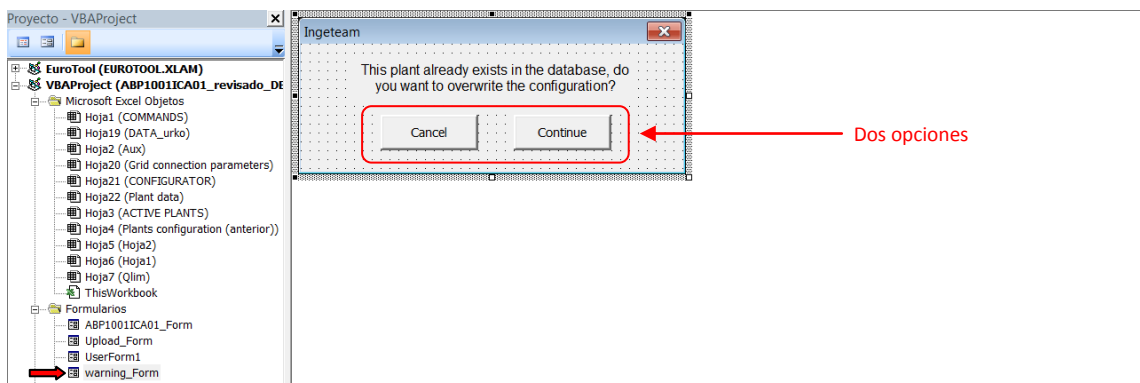 Proyecto - VBAProject
EuroTool (EUROTOOL.XLAM)
VBAProject (ABP1001ICA01_revisado_DE
Microsoft Excel Objetos
Hoja1 (COMMANDS)
Hoja19 (DATA_urko)
Hoja2 (Aux)
Hoja20 (Grid connection parameters)
Hoja21 (CONFIGURATOR)
Hoja22 (Plant data)
Hoja3 (ACTIVE PLANTS)
Hoja4 (Plants configuration (anterior))
Hoja5 (Hoja2)
Hoja6 (Hoja1)
Hoja7 (Qlim)
ThisWorkbook
Formularios
ABP1001ICA01_Form
Upload_Form
UserForm1
warning_Form
Ingeteam
This plant already exists in the database, do
you want to overwrite the configuration?
Cancel
Continue
Dos opciones